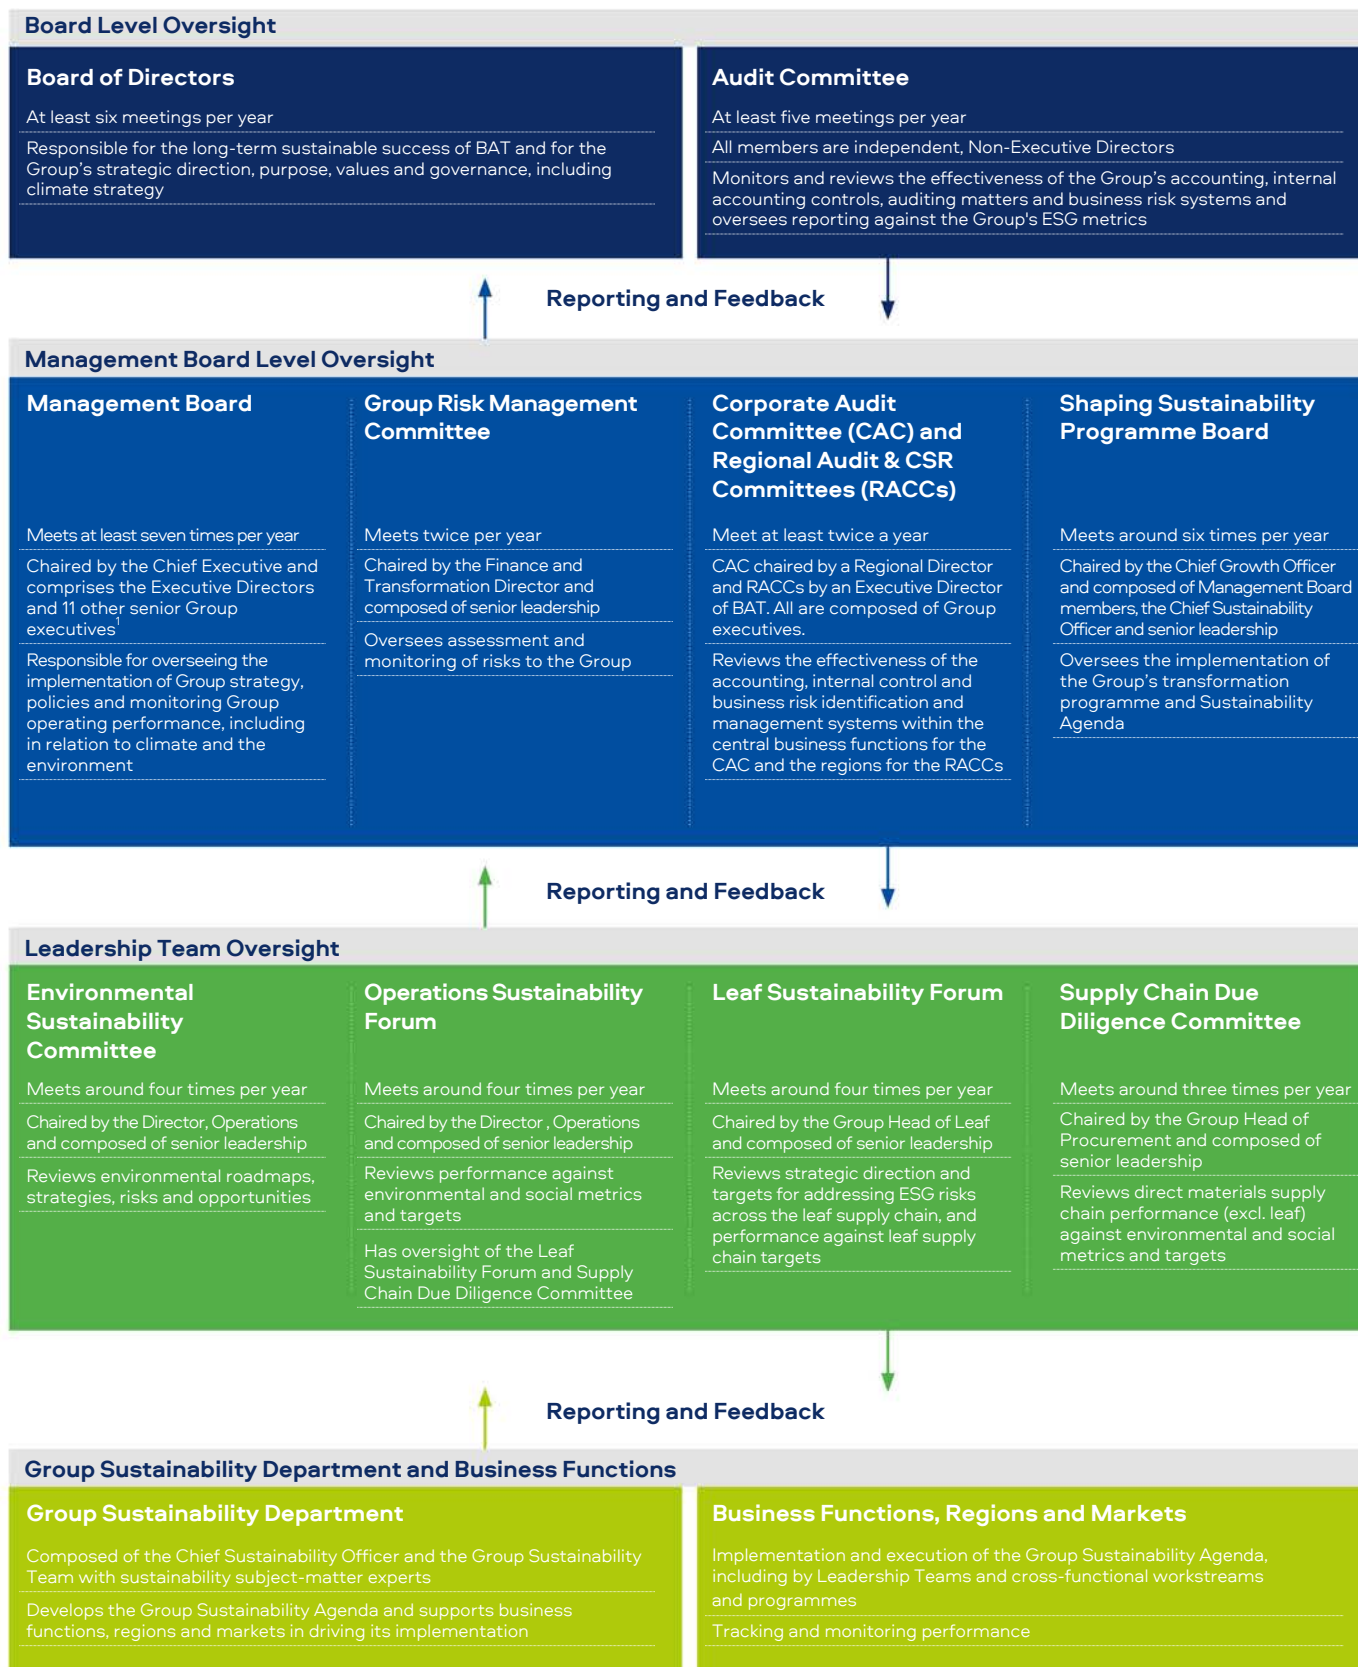 Board Level Oversight
Board of Directors
At least six meetings per year
Responsible for the long-term sustainable success of BAT and for the
Group’s strategic direction, purpose, values and governance, including
climate strategy
Audit Committee
At least five meetings per year
All members are independent, Non-Executive Directors
Monitors and reviews the effectiveness of the Group’s accounting, internal
accounting controls, auditing matters and business risk systems and
oversees reporting against the Group's ESG metrics
Reporting and Feedback
Management Board Level Oversight
Management Board
Meets at least seven times per year
Chaired by the Chief Executive and
comprises the Executive Directors
and 11 other senior Group
executives¹
Responsible for overseeing the
implementation of Group strategy,
policies and monitoring Group
operating performance, including
in relation to climate and the
environment
Group Risk Management
Committee
Meets twice per year
Chaired by the Finance and
Transformation Director and
composed of senior leadership
Oversees assessment and
monitoring of risks to the Group
Corporate Audit
Committee (CAC) and
Regional Audit & CSR
Committees (RACCs)
Meet at least twice a year
CAC chaired by a Regional Director
and RACCs by an Executive Director
of BAT. All are composed of Group
executives.
Reviews the effectiveness of the
accounting, internal control and
business risk identification and
management systems within the
central business functions for the
CAC and the regions for the RACCs
Shaping Sustainability
Programme Board
Meets around six times per year
Chaired by the Chief Growth Officer
and composed of Management Board
members, the Chief Sustainability
Officer and senior leadership
Oversees the implementation of
the Group’s transformation
programme and Sustainability
Agenda
Reporting and Feedback
Leadership Team Oversight
Environmental
Sustainability
Committee
Meets around four times per year
Chaired by the Director, Operations
and composed of senior leadership
Reviews environmental roadmaps,
strategies, risks and opportunities
Operations Sustainability
Forum
Meets around four times per year
Chaired by the Director , Operations
and composed of senior leadership
Reviews performance against
environmental and social metrics
and targets
Has oversight of the Leaf
Sustainability Forum and Supply
Chain Due Diligence Committee
Leaf Sustainability Forum
Meets around four times per year
Chaired by the Group Head of Leaf
and composed of senior leadership
Reviews strategic direction and
targets for addressing ESG risks
across the leaf supply chain, and
performance against leaf supply
chain targets
Supply Chain Due
Diligence Committee
Meets around three times per year
Chaired by the Group Head of
Procurement and composed of
senior leadership
Reviews direct materials supply
chain performance (excl. leaf)
against environmental and social
metrics and targets
Reporting and Feedback
Group Sustainability Department and Business Functions
Group Sustainability Department
Composed of the Chief Sustainability Officer and the Group Sustainability
Team with sustainability subject-matter experts
Develops the Group Sustainability Agenda and supports business
functions, regions and markets in driving its implementation
Business Functions, Regions and Markets
Implementation and execution of the Group Sustainability Agenda,
including by Leadership Teams and cross-functional workstreams
and programmes
Tracking and monitoring performance